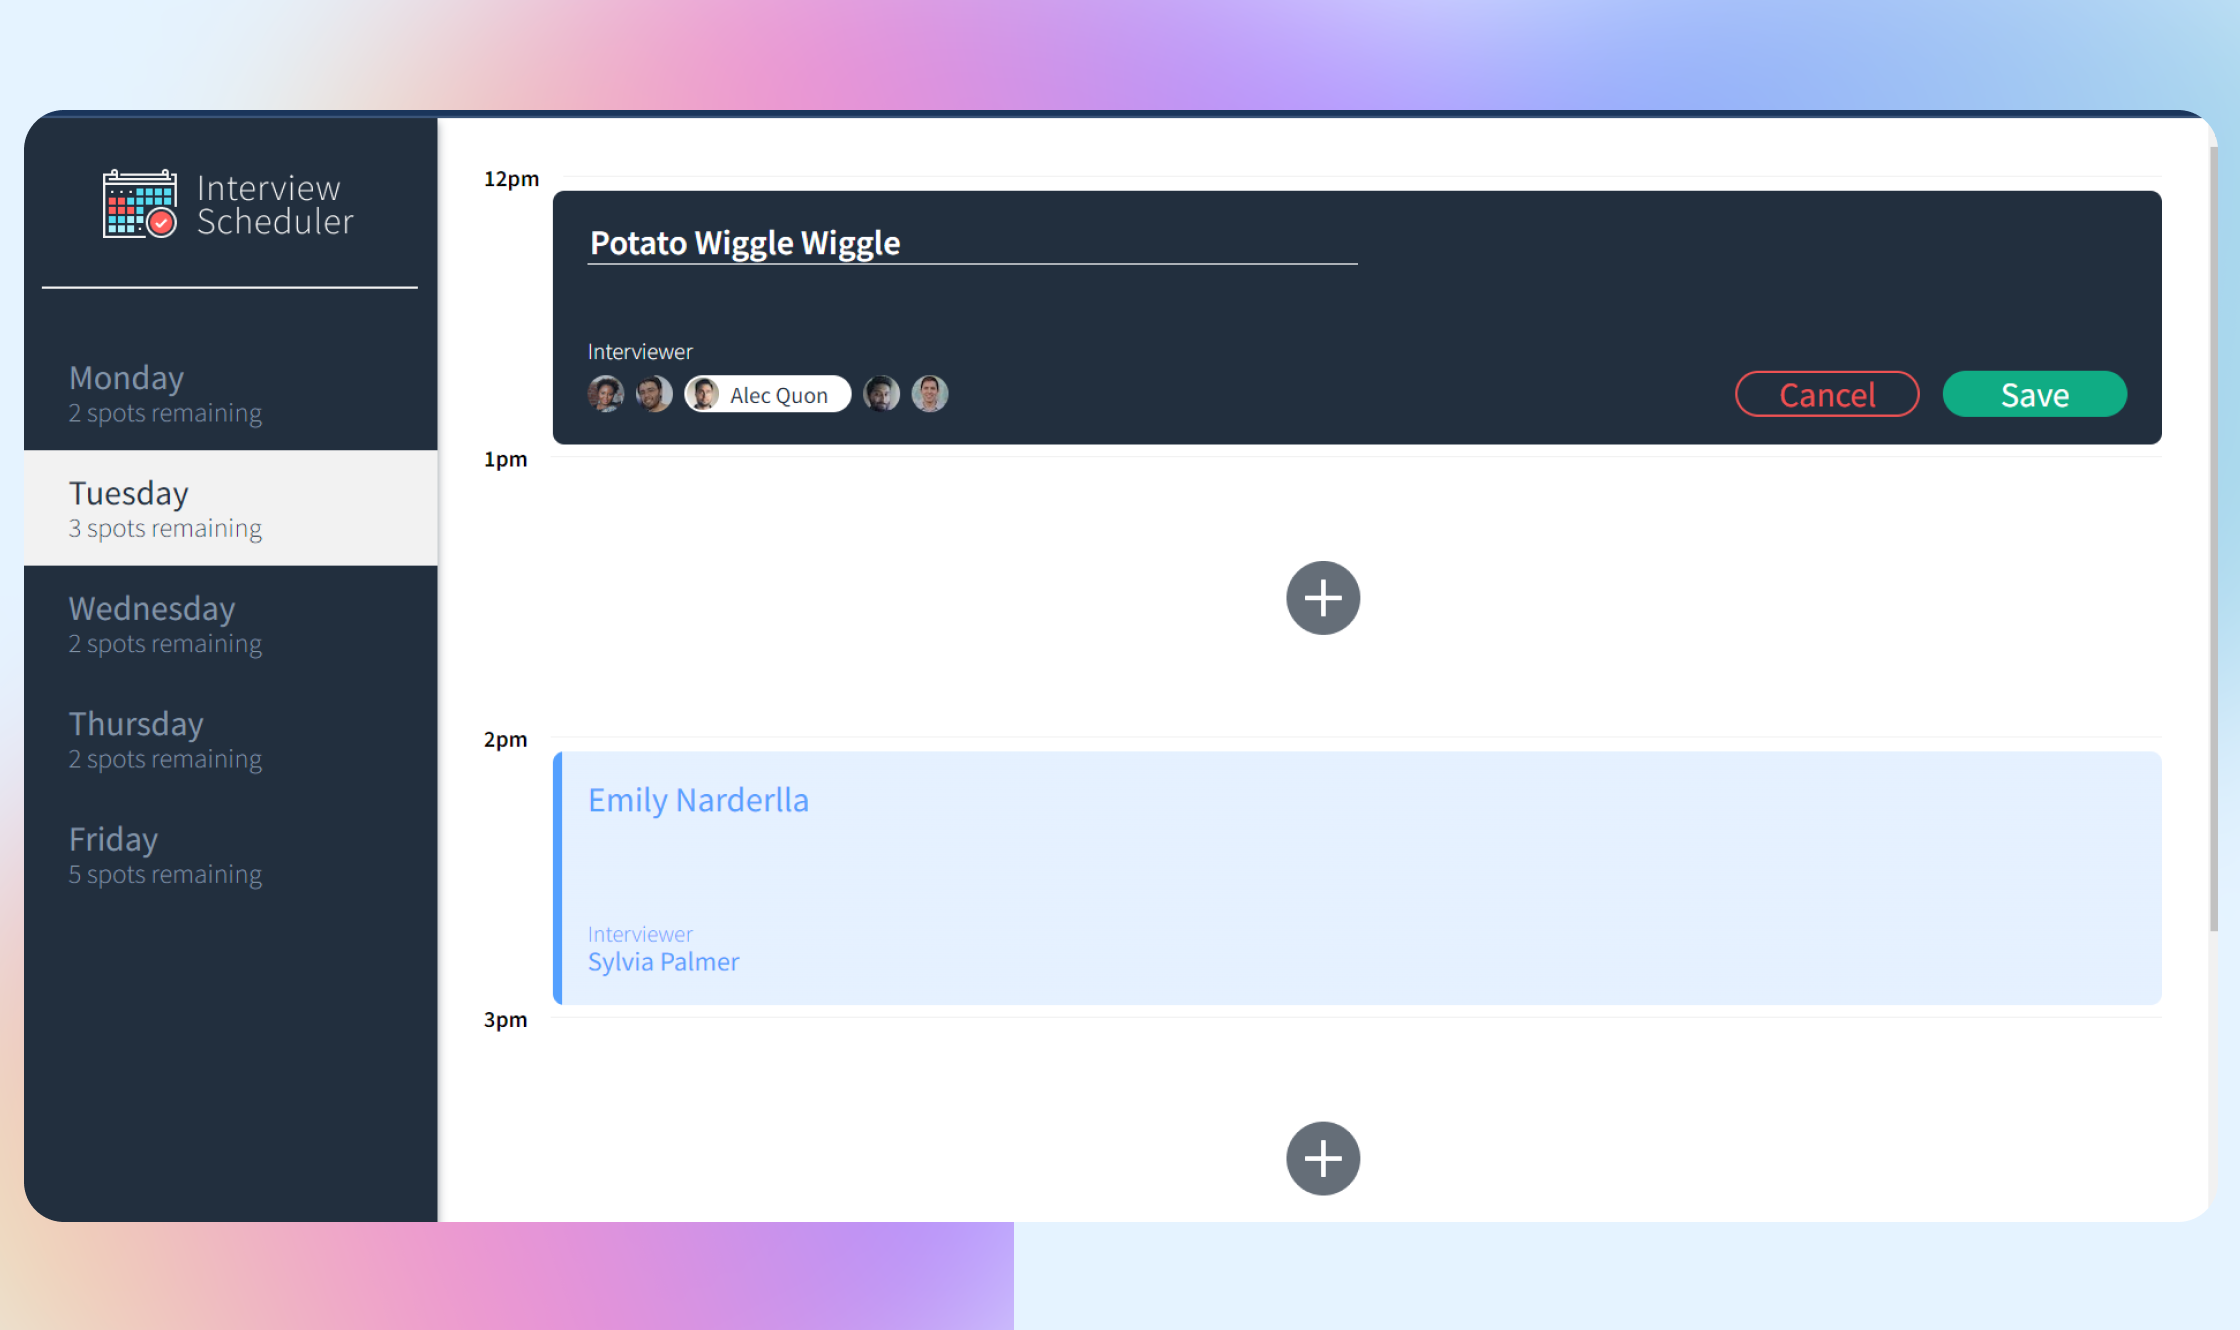 Interview
Scheduler
Monday
2 spots remaining
Tuesday
3 spots remaining
Wednesday
2 spots remaining
Thursday
2 spots remaining
Friday
5 spots remaining
12pm
Potato Wiggle Wiggle
Interviewer
Alec Quon
Cancel
Save
1pm
2pm
Emily Narderlla
Interviewer
Sylvia Palmer
3pm